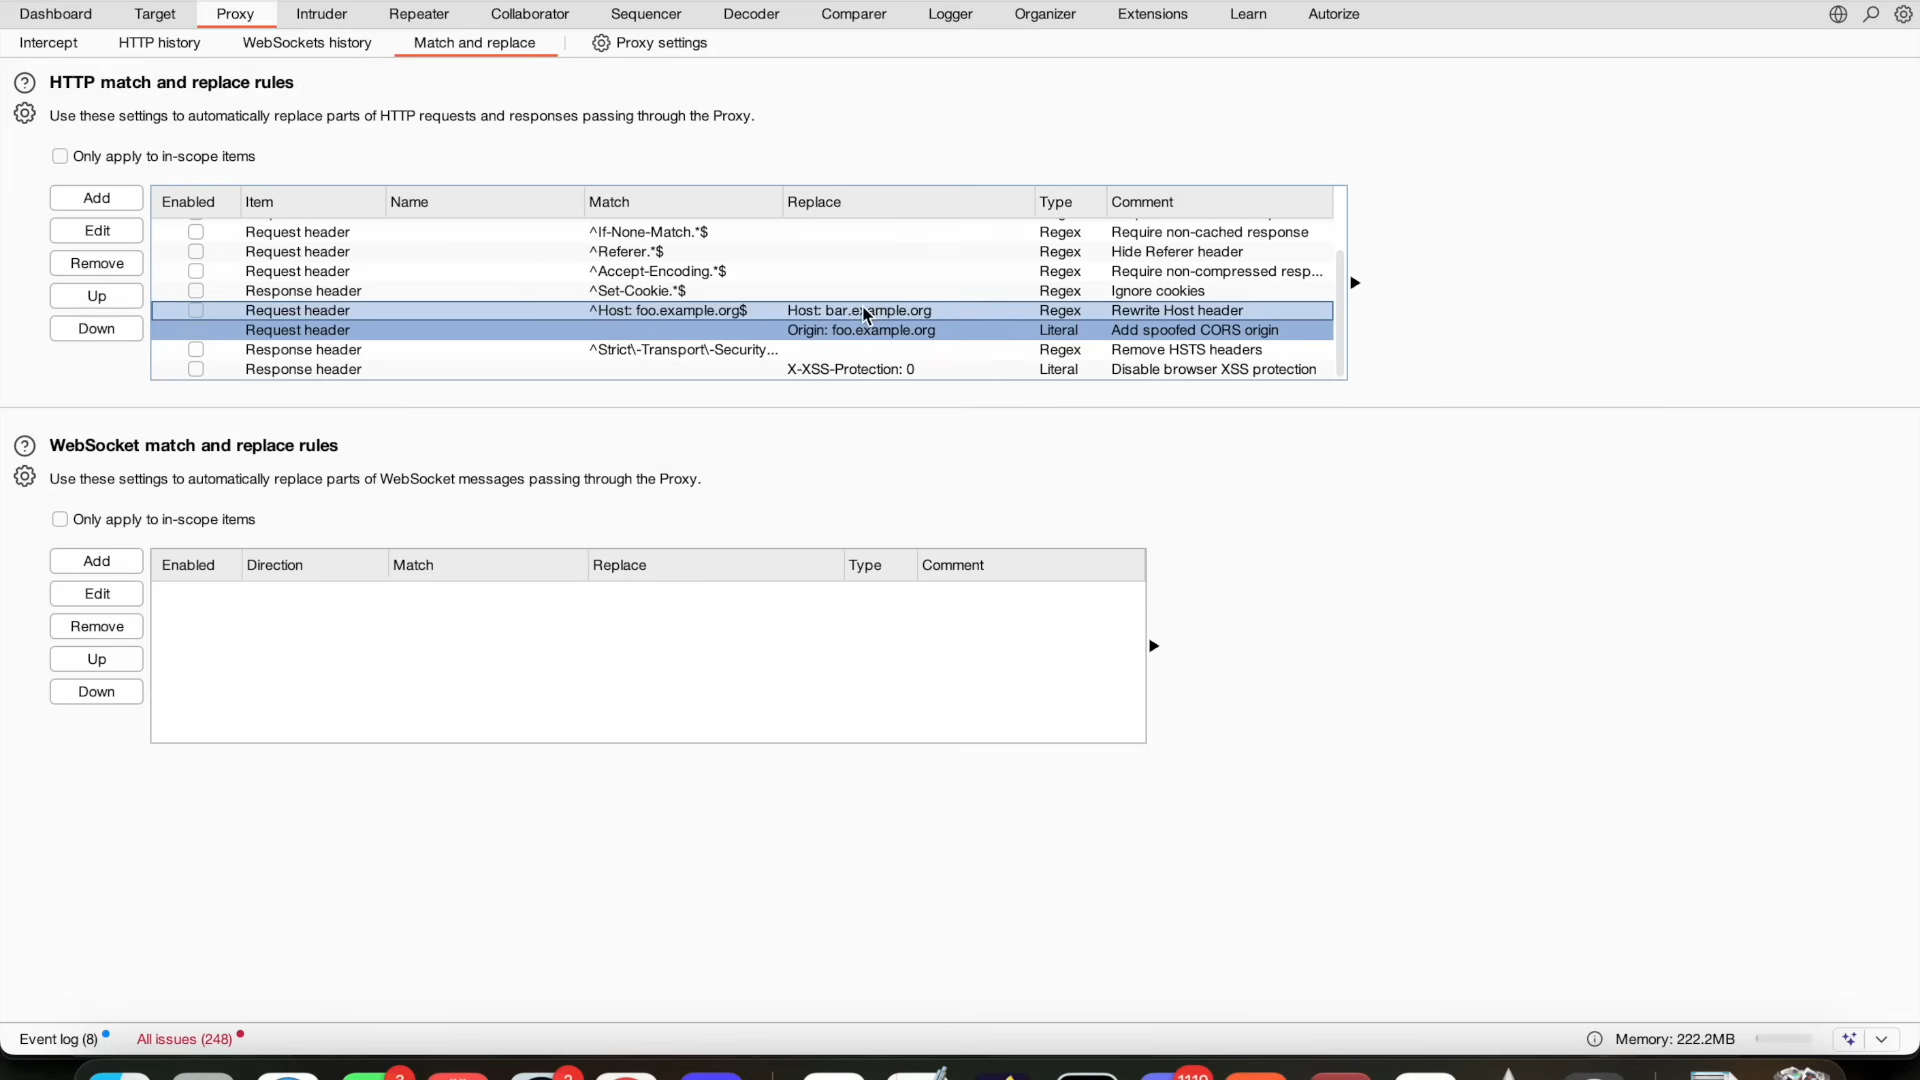 Dashboard Target Proxy Intruder Repeater Collaborator Sequencer Decoder Comparer Logger Organizer Extensions Learn Autorize
Intercept HTTP history WebSockets history Match and replace Proxy settings
HTTP match and replace rules
Use these settings to automatically replace parts of HTTP requests and responses passing through the Proxy.
Only apply to in-scope items
Add
Edit
Remove
Up
Down
Enabled Item Name Match Replace Type Comment
Request header ^If-None-Match.*$ Regex Require non-cached response
Request header ^Referer.*$ Regex Hide Referer header
Request header ^Accept-Encoding.*$ Regex Require non-compressed resp...
Response header ^Set-Cookie.*$ Regex Ignore cookies
Request header ^Host: foo.example.org$ Host: bar.example.org Regex Rewrite Host header
Request header Origin: foo.example.org Literal Add spoofed CORS origin
Response header ^Strict\-Transport\-Security... Regex Remove HSTS headers
Response header X-XSS-Protection: 0 Literal Disable browser XSS protection
WebSocket match and replace rules
Use these settings to automatically replace parts of WebSocket messages passing through the Proxy.
Only apply to in-scope items
Add
Edit
Remove
Up
Down
Enabled Direction Match Replace Type Comment
Event log (8) All issues (248) Memory: 222.2MB
3 2 1119